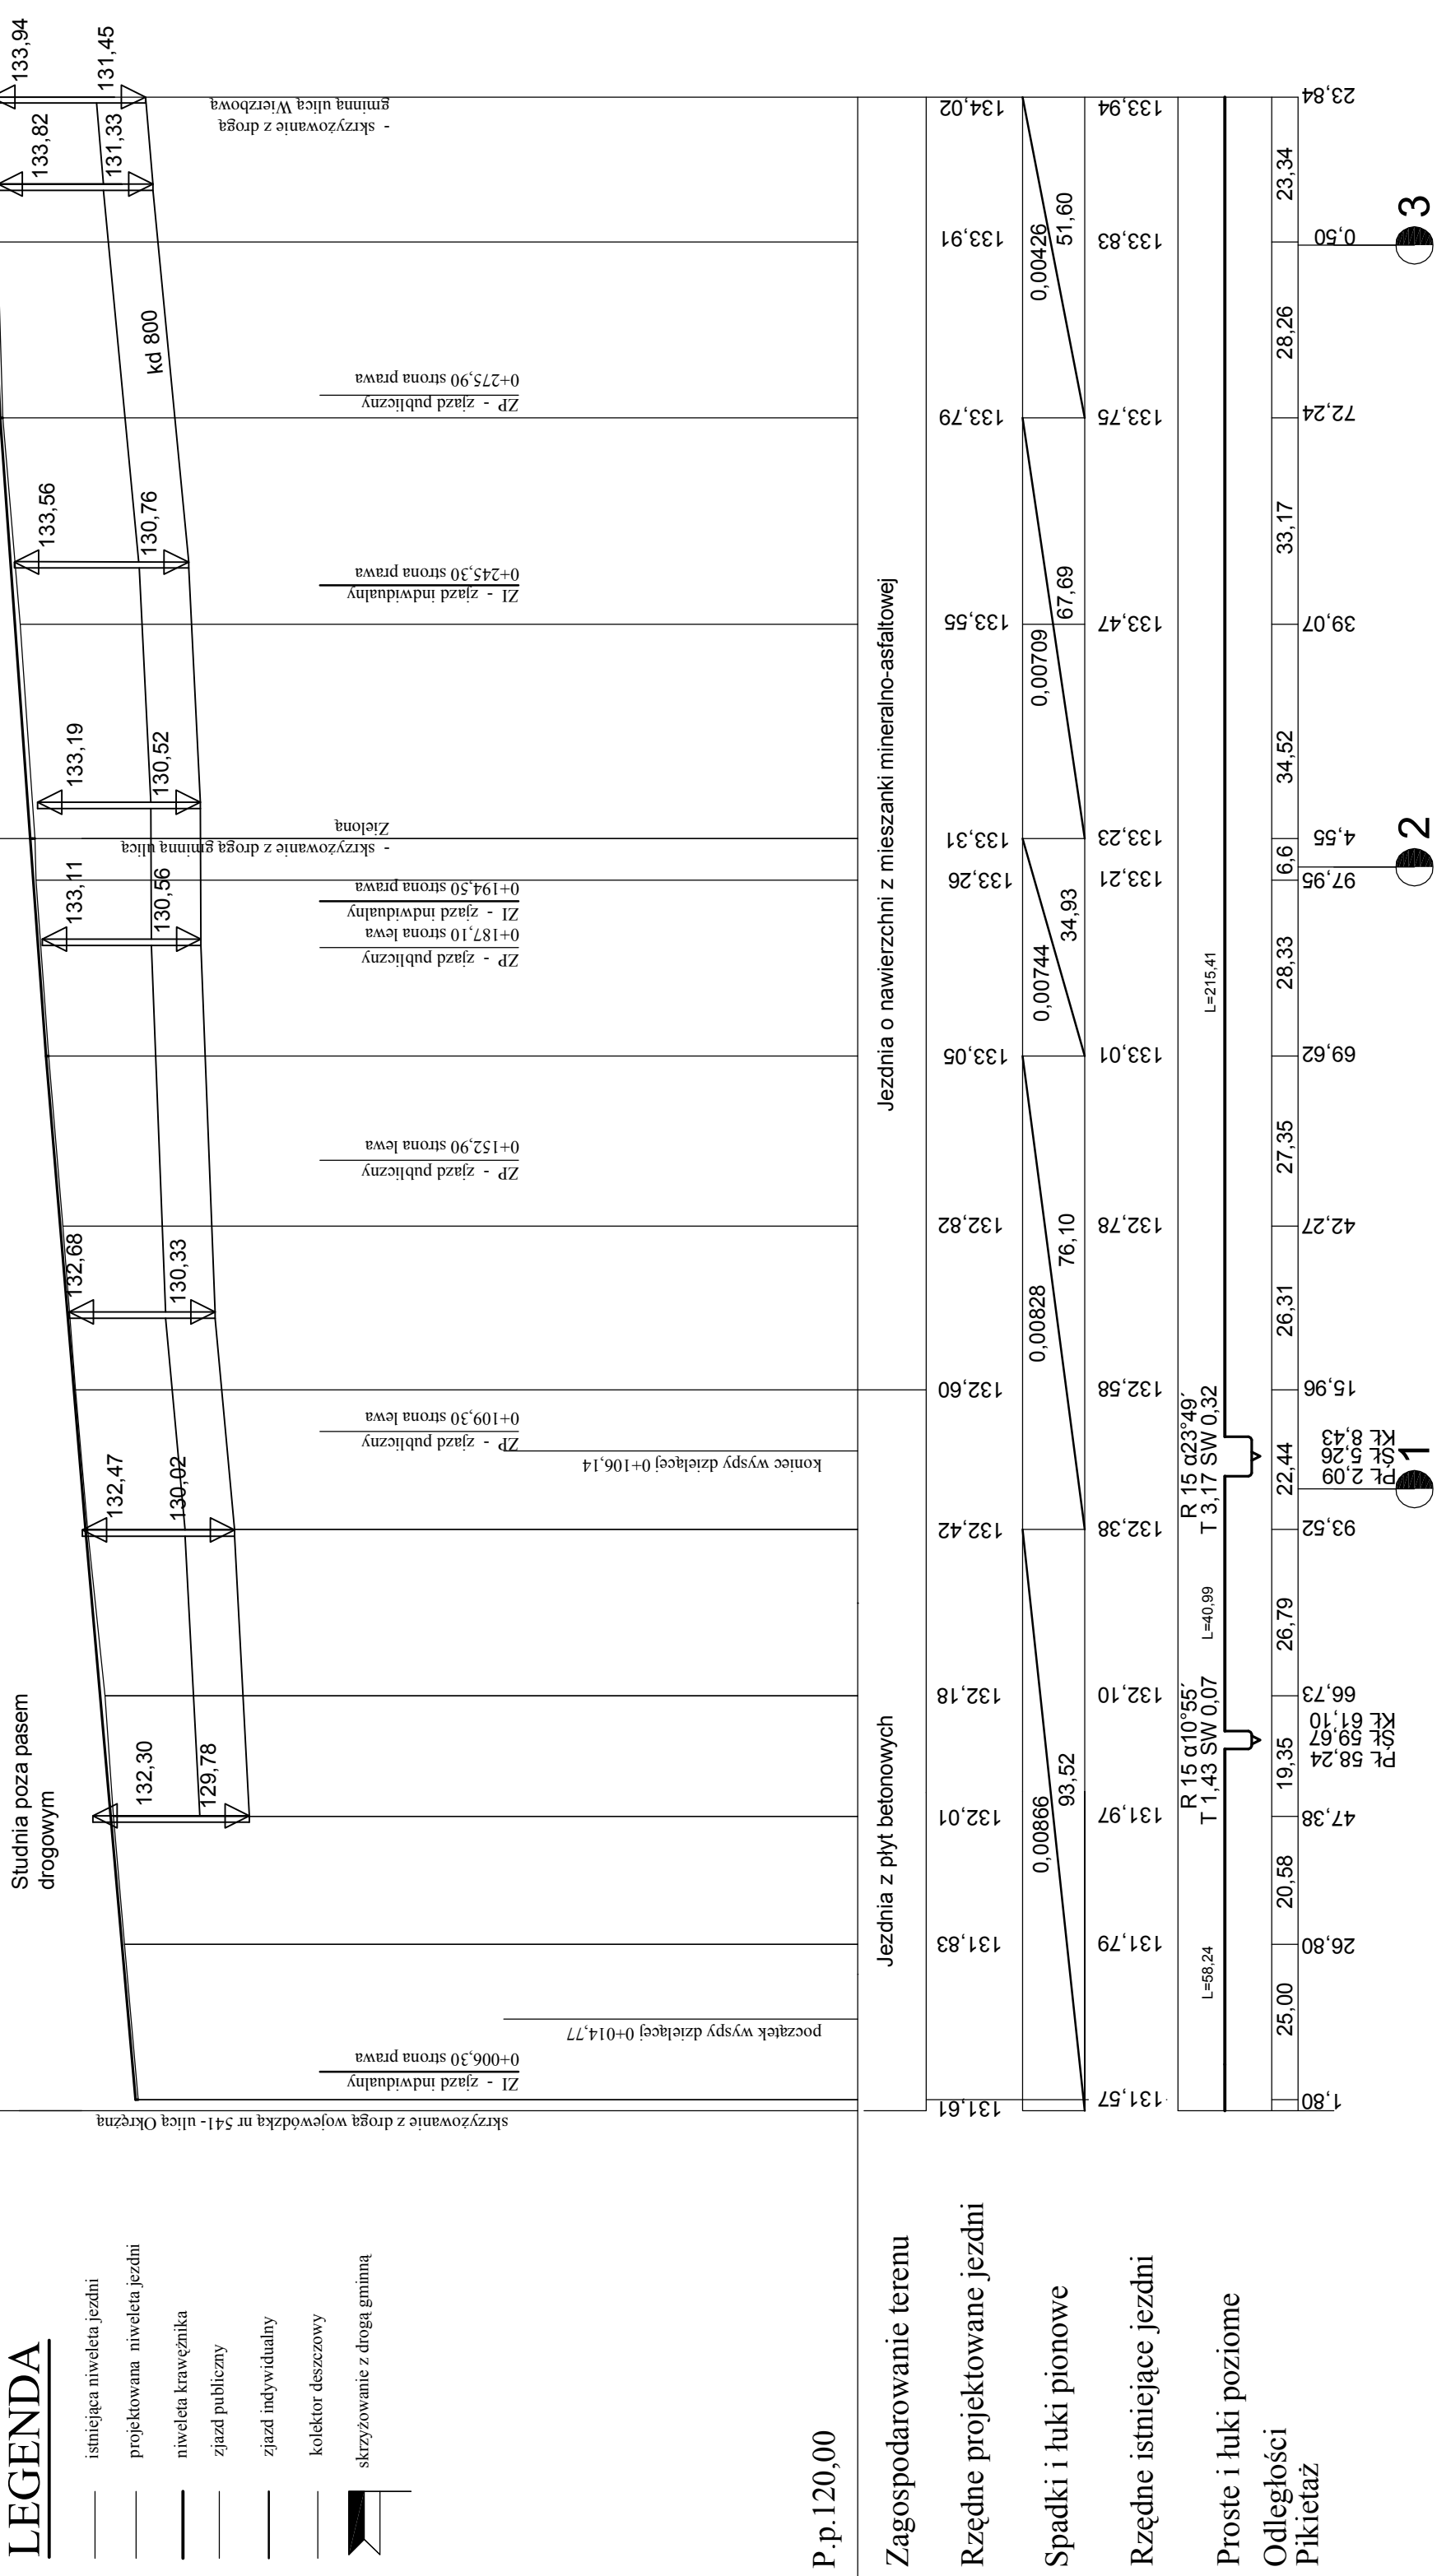 LEGENDA
istniejąca niweleta jezdni
projektowana niweleta jezdni
niweleta krawężnika
zjazd publiczny
zjazd indywidualny
kolektor deszczowy
skrzyżowanie z drogą gminną
Studnia poza pasem
drogowym
132,30
129,78
132,47
130,02
132,68
130,33
133,11
130,56
133,19
130,52
133,56
130,76
kd 800
133,82
131,33
133,94
131,45
skrzyżowanie z drogą wojewódzką nr 541- ulicą Okrężną
ZI - zjazd indwidualny
0+006,30 strona prawa
początek wyspy dzielącej 0+014,77
koniec wyspy dzielącej 0+106,14
ZP - zjazd publiczny
0+109,30 strona lewa
ZP - zjazd publiczny
0+152,90 strona lewa
ZP - zjazd publiczny
0+187,10 strona lewa
ZI - zjazd indwidualny
0+194,50 strona prawa
- skrzyżowanie z drogą gminną ulicą
Zieloną
ZI - zjazd indwidualny
0+245,30 strona prawa
ZP - zjazd publiczny
0+275,90 strona prawa
- skrzyżowanie z drogą
gminną ulicą Wierzbową
P.p.120,00
Zagospodarowanie terenu
Jezdnia z płyt betonowych
Jezdnia o nawierzchni z mieszanki mineralno-asfaltowej
Rzędne projektowane jezdni
131,61 131,83 132,01 132,18 132,42 132,60 132,82 133,05 133,26 133,31 133,55 133,79 133,91 134,02
Spadki i łuki pionowe
0,00866 0,00828 0,00744 0,00709 0,00426
93,52 76,10 34,93 67,69 51,60
Rzędne istniejące jezdni
131,57 131,79 131,97 132,10 132,38 132,58 132,78 133,01 133,21 133,23 133,47 133,75 133,83 133,94
Proste i łuki poziome
R 15 α10°55′ R 15 α23°49′
L=58,24 T 1,43 SW 0,07 L=40,99 T 3,17 SW 0,32 L=215,41
Odległości
25,00 20,58 19,35 26,79 22,44 26,31 27,35 28,33 6,6 34,52 33,17 28,26 23,34
Pikietaż
1,80 26,80 47,38 66,73 93,52 15,96 42,27 69,62 97,95 4,55 39,07 72,24 0,50 23,84
PŁ 58,24
ŚŁ 59,67
KŁ 61,10
PŁ 2,09
ŚŁ 5,26
KŁ 8,43
1 2 3